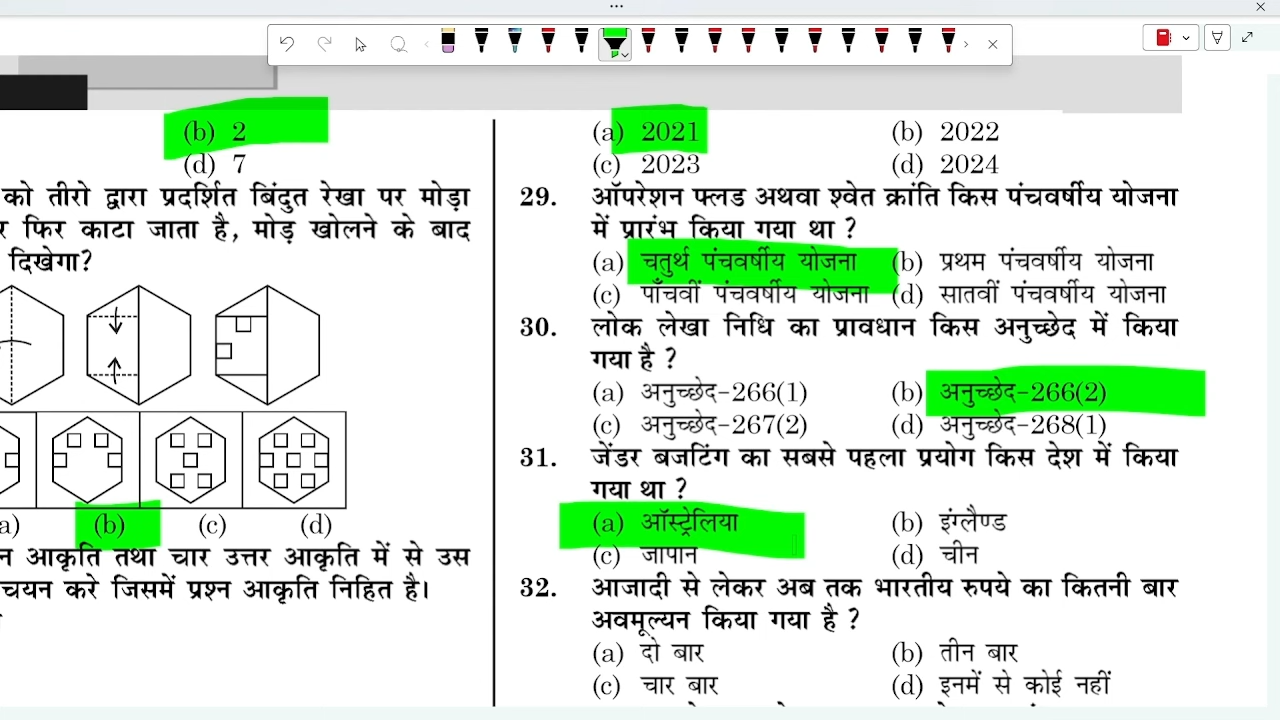 (b) 2
(d) 7
को तीरो द्वारा प्रदर्शित बिंदुत रेखा पर मोड़ा
र फिर काटा जाता है, मोड़ खोलने के बाद
दिखेगा?
a) (b) (c) (d)
न आकृति तथा चार उत्तर आकृति में से उस
चयन करे जिसमें प्रश्न आकृति निहित है।
(a) 2021 (b) 2022
(c) 2023 (d) 2024
29. ऑपरेशन फ्लड अथवा श्वेत क्रांति किस पंचवर्षीय योजना
में प्रारंभ किया गया था ?
(a) चतुर्थ पंचवर्षीय योजना (b) प्रथम पंचवर्षीय योजना
(c) पाँचवीं पंचवर्षीय योजना (d) सातवीं पंचवर्षीय योजना
30. लोक लेखा निधि का प्रावधान किस अनुच्छेद में किया
गया है ?
(a) अनुच्छेद-266(1) (b) अनुच्छेद-266(2)
(c) अनुच्छेद-267(2) (d) अनुच्छेद-268(1)
31. जेंडर बजटिंग का सबसे पहला प्रयोग किस देश में किया
गया था ?
(a) ऑस्ट्रेलिया (b) इंग्लैण्ड
(c) जापान (d) चीन
32. आजादी से लेकर अब तक भारतीय रुपये का कितनी बार
अवमूल्यन किया गया है ?
(a) दो बार (b) तीन बार
(c) चार बार (d) इनमें से कोई नहीं